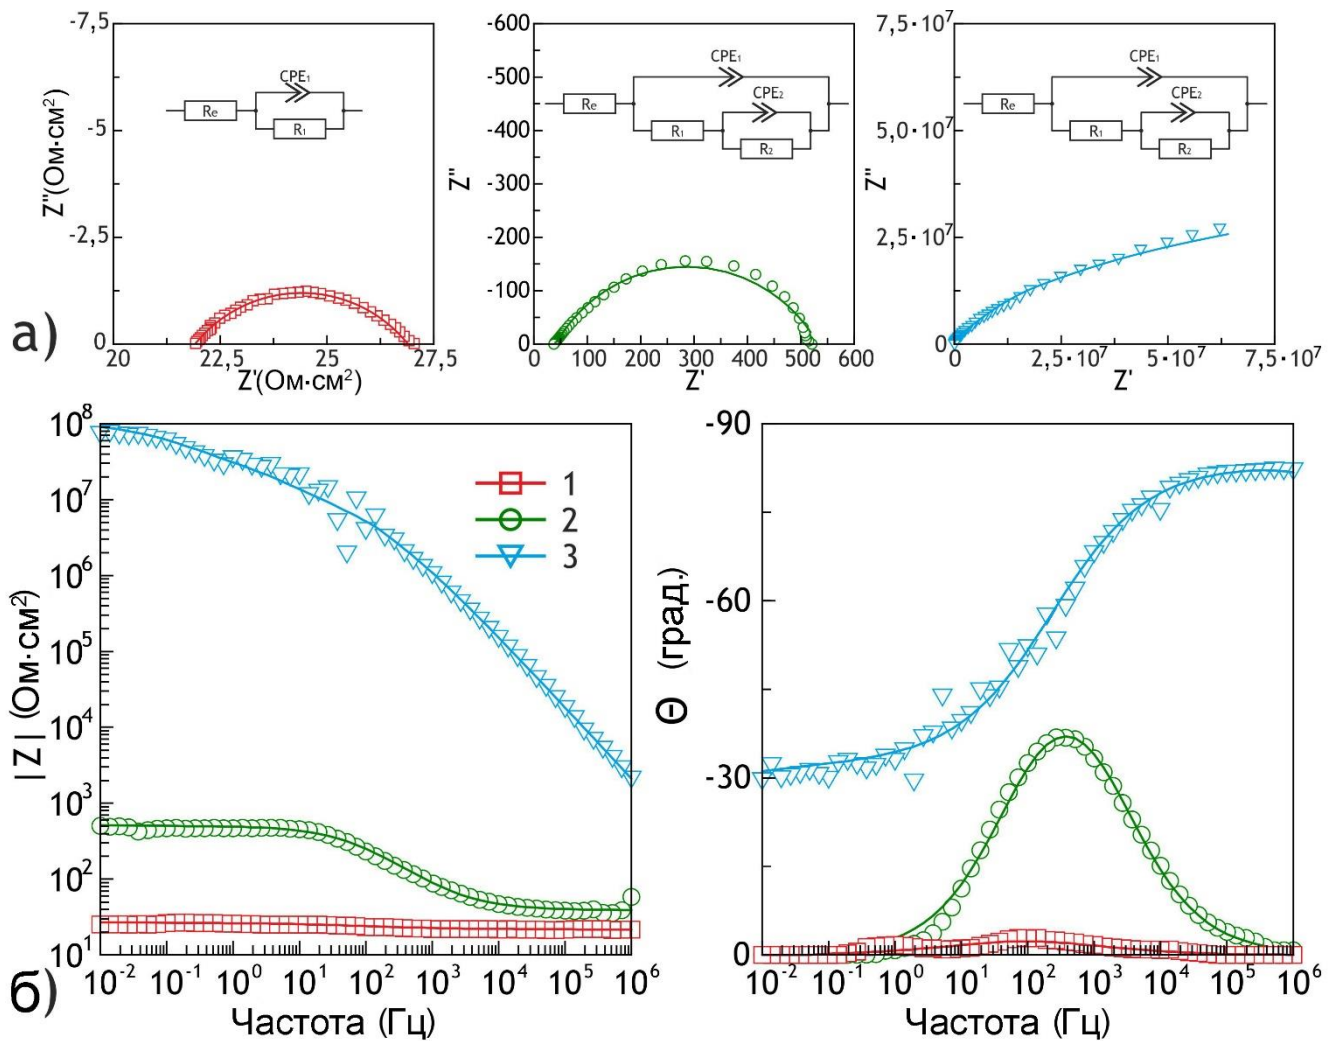 -7,5
-5
-2,5
0
Z''(Ом·см²)
20
22,5
25
27,5
Z'(Ом·см²)
CPE₁
Rₑ
R₁
-600
-500
-400
-300
-200
-100
0
Z''
0
100
200
300
400
500
600
Z'
CPE₁
CPE₂
Re
R₁
R₂
7,5·10⁷
5,0·10⁷
2,5·10⁷
0
Z''
0
2,5·10⁷
5·10⁷
7,5·10⁷
Z'
CPE₁
CPE₂
Re
R₁
R₂
а)
10⁸
10⁷
10⁶
10⁵
10⁴
10³
10²
10¹
|Z| (Ом·см²)
1
2
3
10⁻² 10⁻¹ 10⁰ 10¹ 10² 10³ 10⁴ 10⁵ 10⁶
Частота (Гц)
-90
-60
-30
0
Θ (град.)
10⁻² 10⁻¹ 10⁰ 10¹ 10² 10³ 10⁴ 10⁵ 10⁶
Частота (Гц)
б)